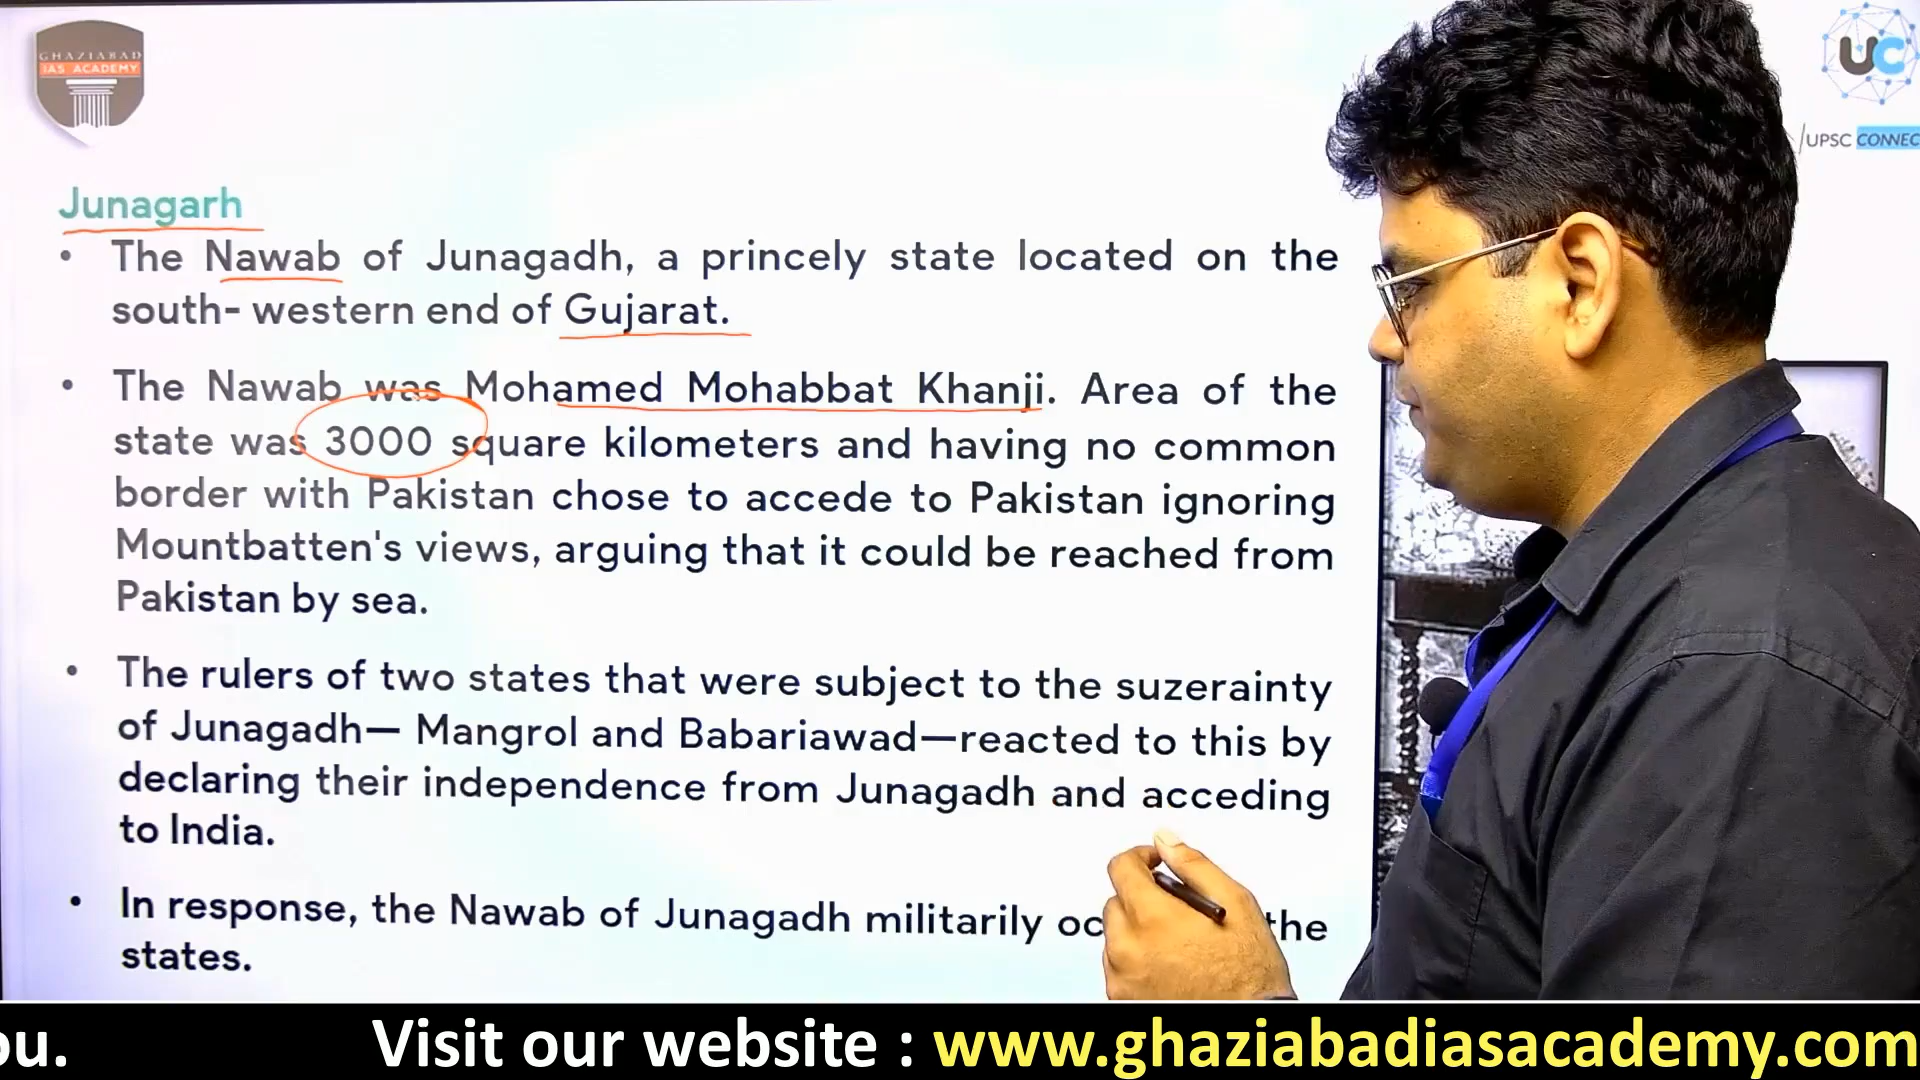 GHAZIABAD
IAS ACADEMY
UC
UPSC CONNEC
Junagarh
• The Nawab of Junagadh, a princely state located on the
south- western end of Gujarat.
• The Nawab was Mohamed Mohabbat Khanji. Area of the
state was 3000 square kilometers and having no common
border with Pakistan chose to accede to Pakistan ignoring
Mountbatten's views, arguing that it could be reached from
Pakistan by sea.
• The rulers of two states that were subject to the suzerainty
of Junagadh— Mangrol and Babariawad—reacted to this by
declaring their independence from Junagadh and acceding
to India.
• In response, the Nawab of Junagadh militarily oc the
states.
ou. Visit our website : www.ghaziabadiasacademy.com